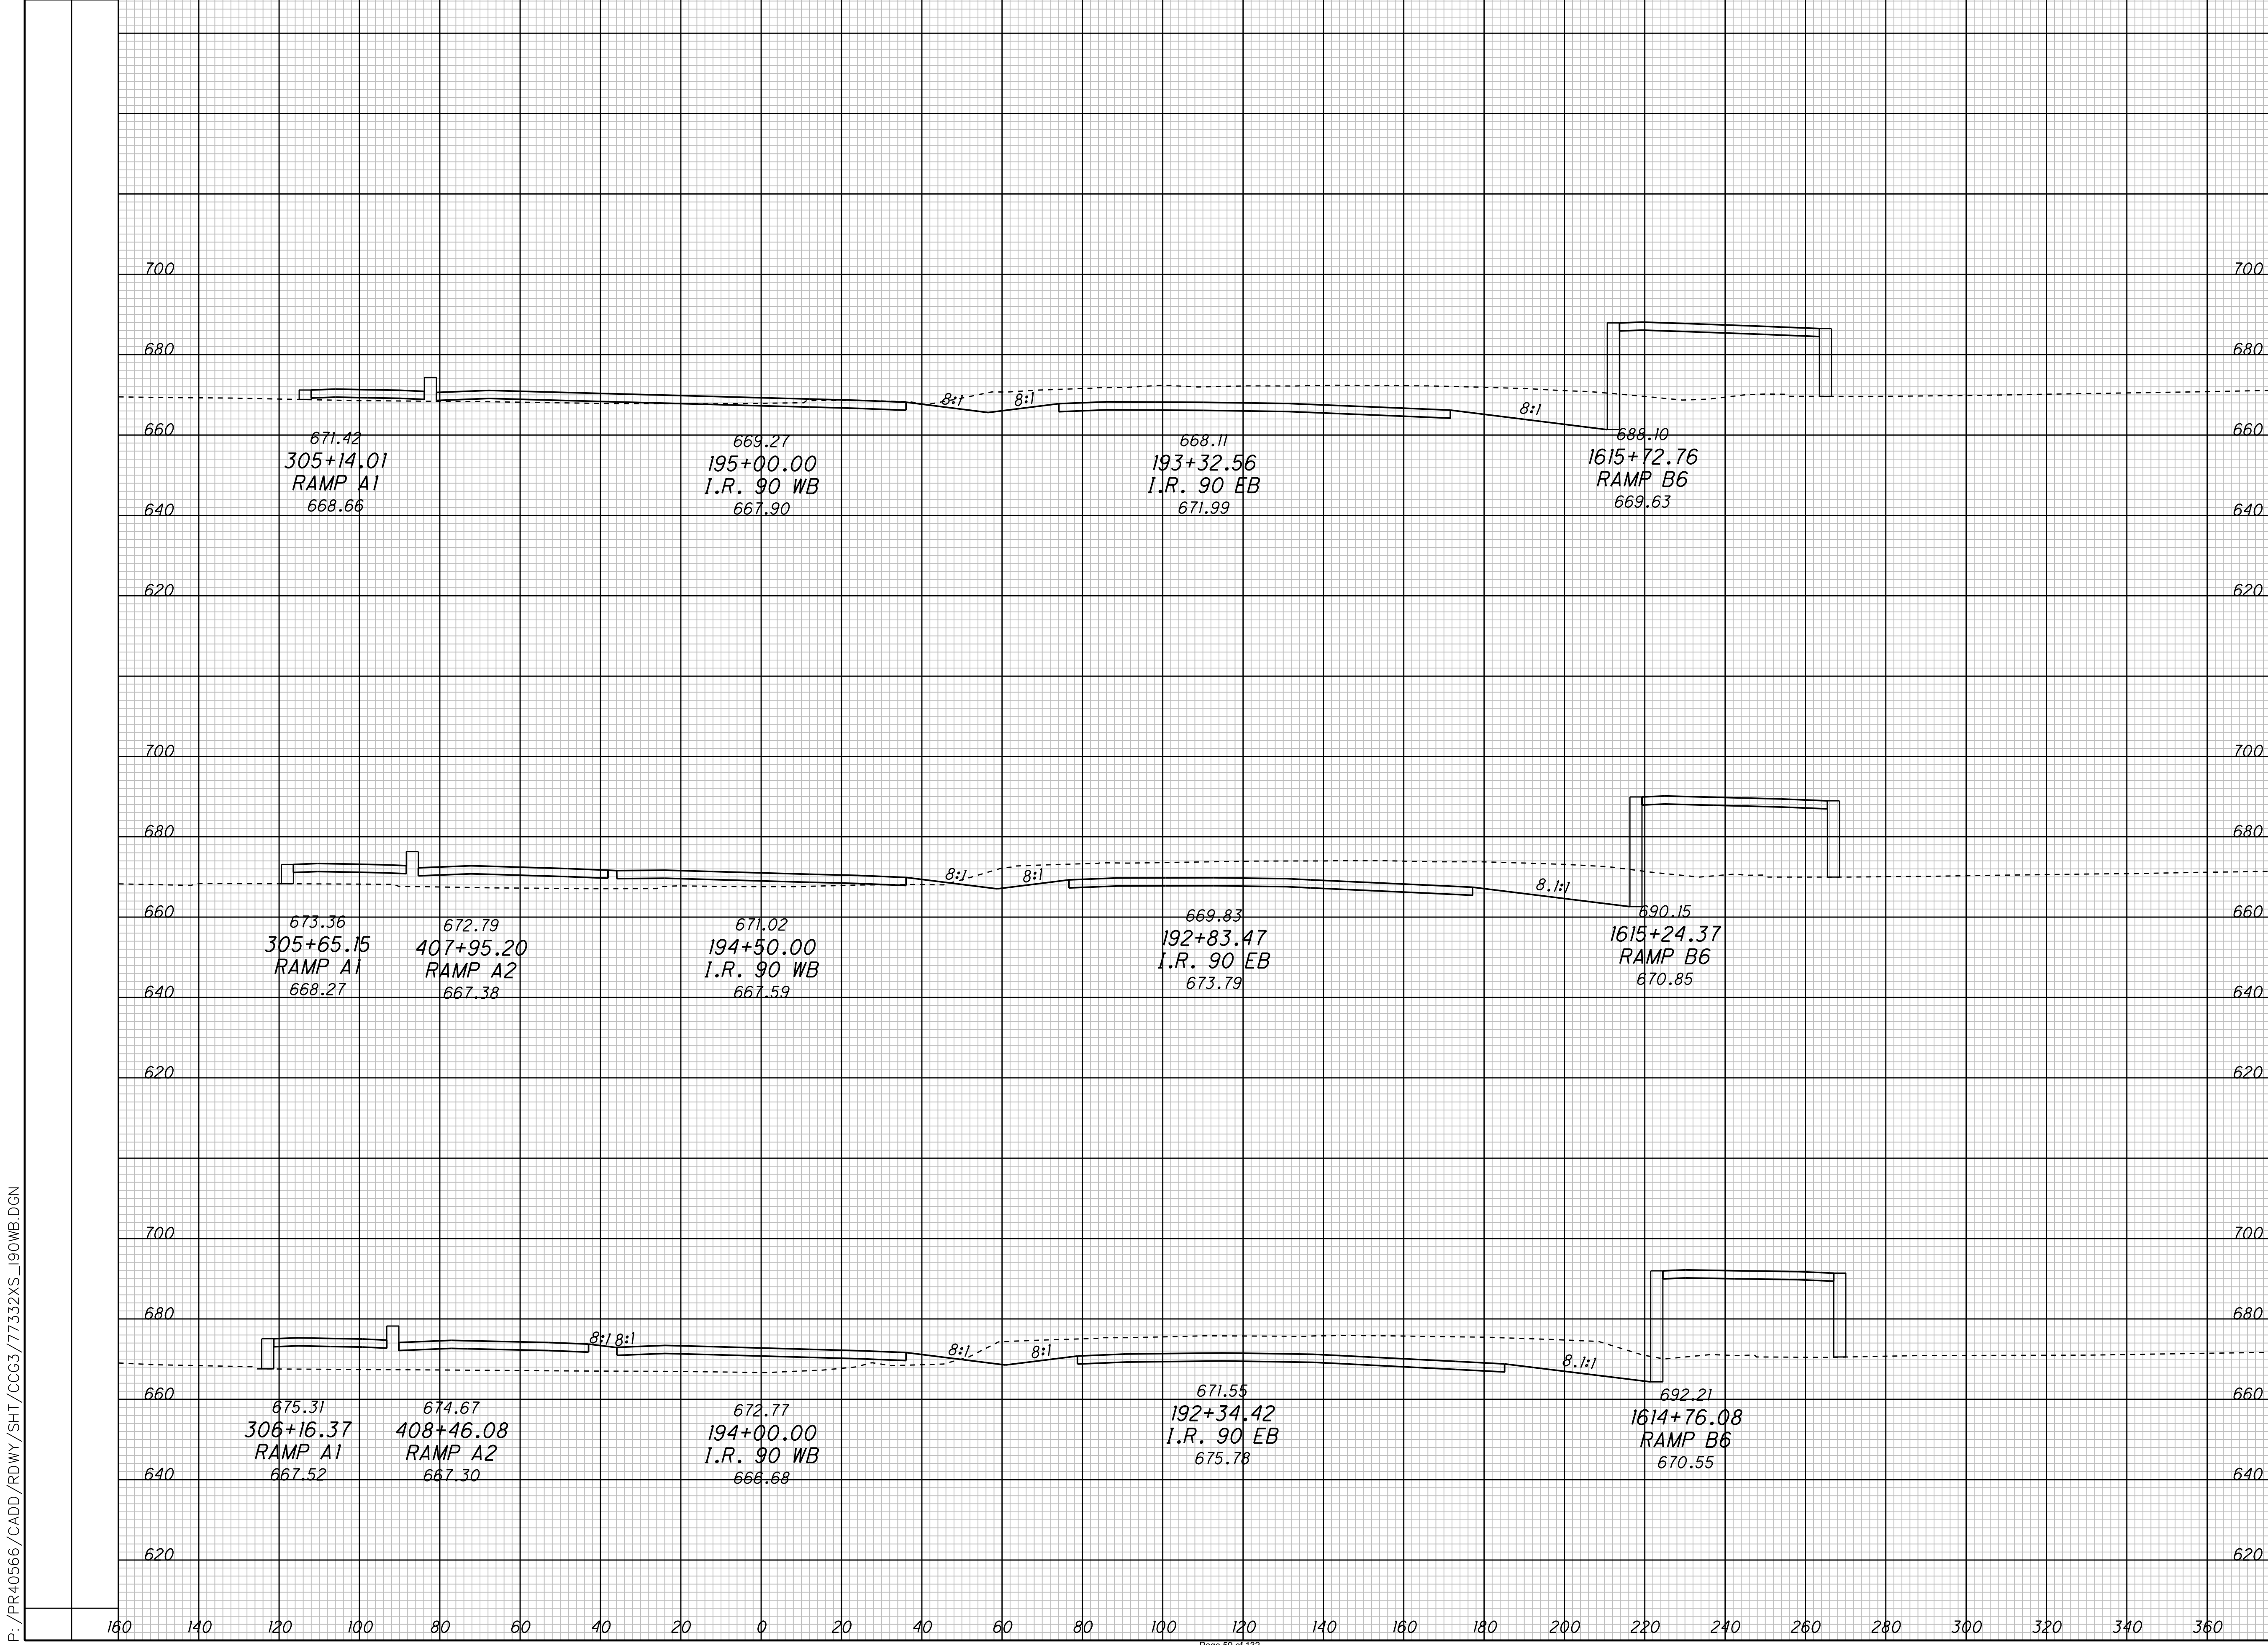 700 700
680 680
8:1 8:1 8:1
660 660
671.42 669.27 668.11 688.10
305+14.01 195+00.00 193+32.56 1615+72.76
RAMP A1 I.R. 90 WB I.R. 90 EB RAMP B6
668.66 667.90 671.99 669.63
640 640
620 620
700 700
680 680
8:1 8:1 8.1:1
660 660
673.36 672.79 671.02 669.83 690.15
305+65.15 407+95.20 194+50.00 192+83.47 1615+24.37
RAMP A1 RAMP A2 I.R. 90 WB I.R. 90 EB RAMP B6
668.27 667.38 667.59 673.79 670.85
640 640
620 620
700 700
680 680
8:1 8:1 8:1 8:1 8.1:1
660 660
675.31 674.67 672.77 671.55 692.21
306+16.37 408+46.08 194+00.00 192+34.42 1614+76.08
RAMP A1 RAMP A2 I.R. 90 WB I.R. 90 EB RAMP B6
667.52 667.30 666.68 675.78 670.55
640 640
620 620
160 140 120 100 80 60 40 20 0 20 40 60 80 100 120 140 160 180 200 220 240 260 280 300 320 340 360
P:/PR40566/CADD/RDWY/SHT/CCG3/77332XS_I90WB.DGN